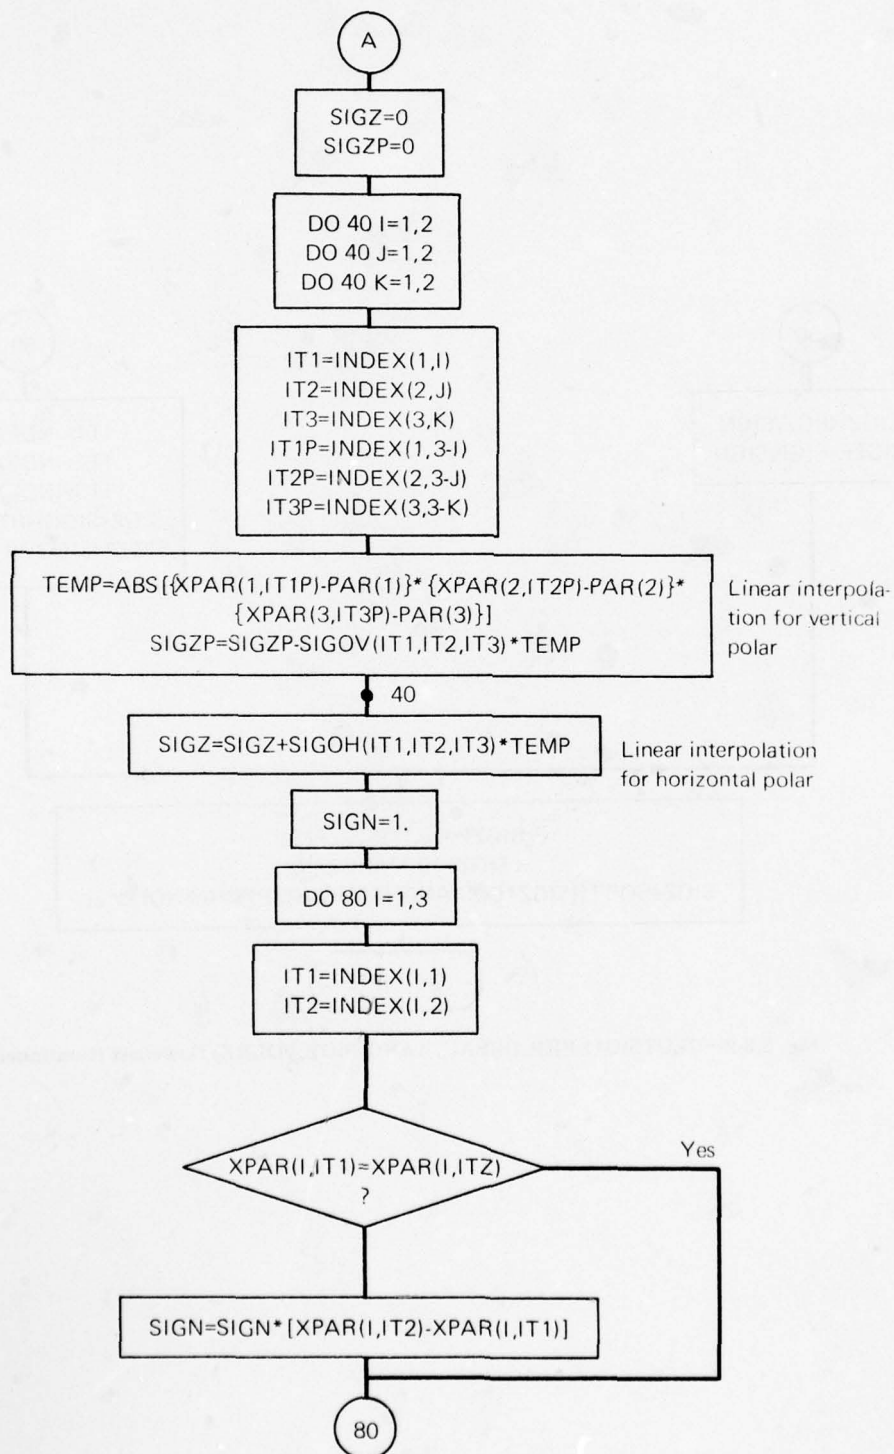 A
SIGZ=0
SIGZP=0
DO 40 I=1,2
DO 40 J=1,2
DO 40 K=1,2
IT1=INDEX(1,I)
IT2=INDEX(2,J)
IT3=INDEX(3,K)
IT1P=INDEX(1,3-I)
IT2P=INDEX(2,3-J)
IT3P=INDEX(3,3-K)
TEMP=ABS[{XPAR(1,IT1P)-PAR(1)}*{XPAR(2,IT2P)-PAR(2)}*
{XPAR(3,IT3P)-PAR(3)}]
SIGZP=SIGZP-SIGOV(IT1,IT2,IT3)*TEMP
Linear interpola-
tion for vertical
polar
40
SIGZ=SIGZ+SIGOH(IT1,IT2,IT3)*TEMP
Linear interpolation
for horizontal polar
SIGN=1.
DO 80 I=1,3
IT1=INDEX(I,1)
IT2=INDEX(I,2)
XPAR(I,IT1)=XPAR(I,ITZ)
?
Yes
SIGN=SIGN*[XPAR(I,IT2)-XPAR(I,IT1)]
80